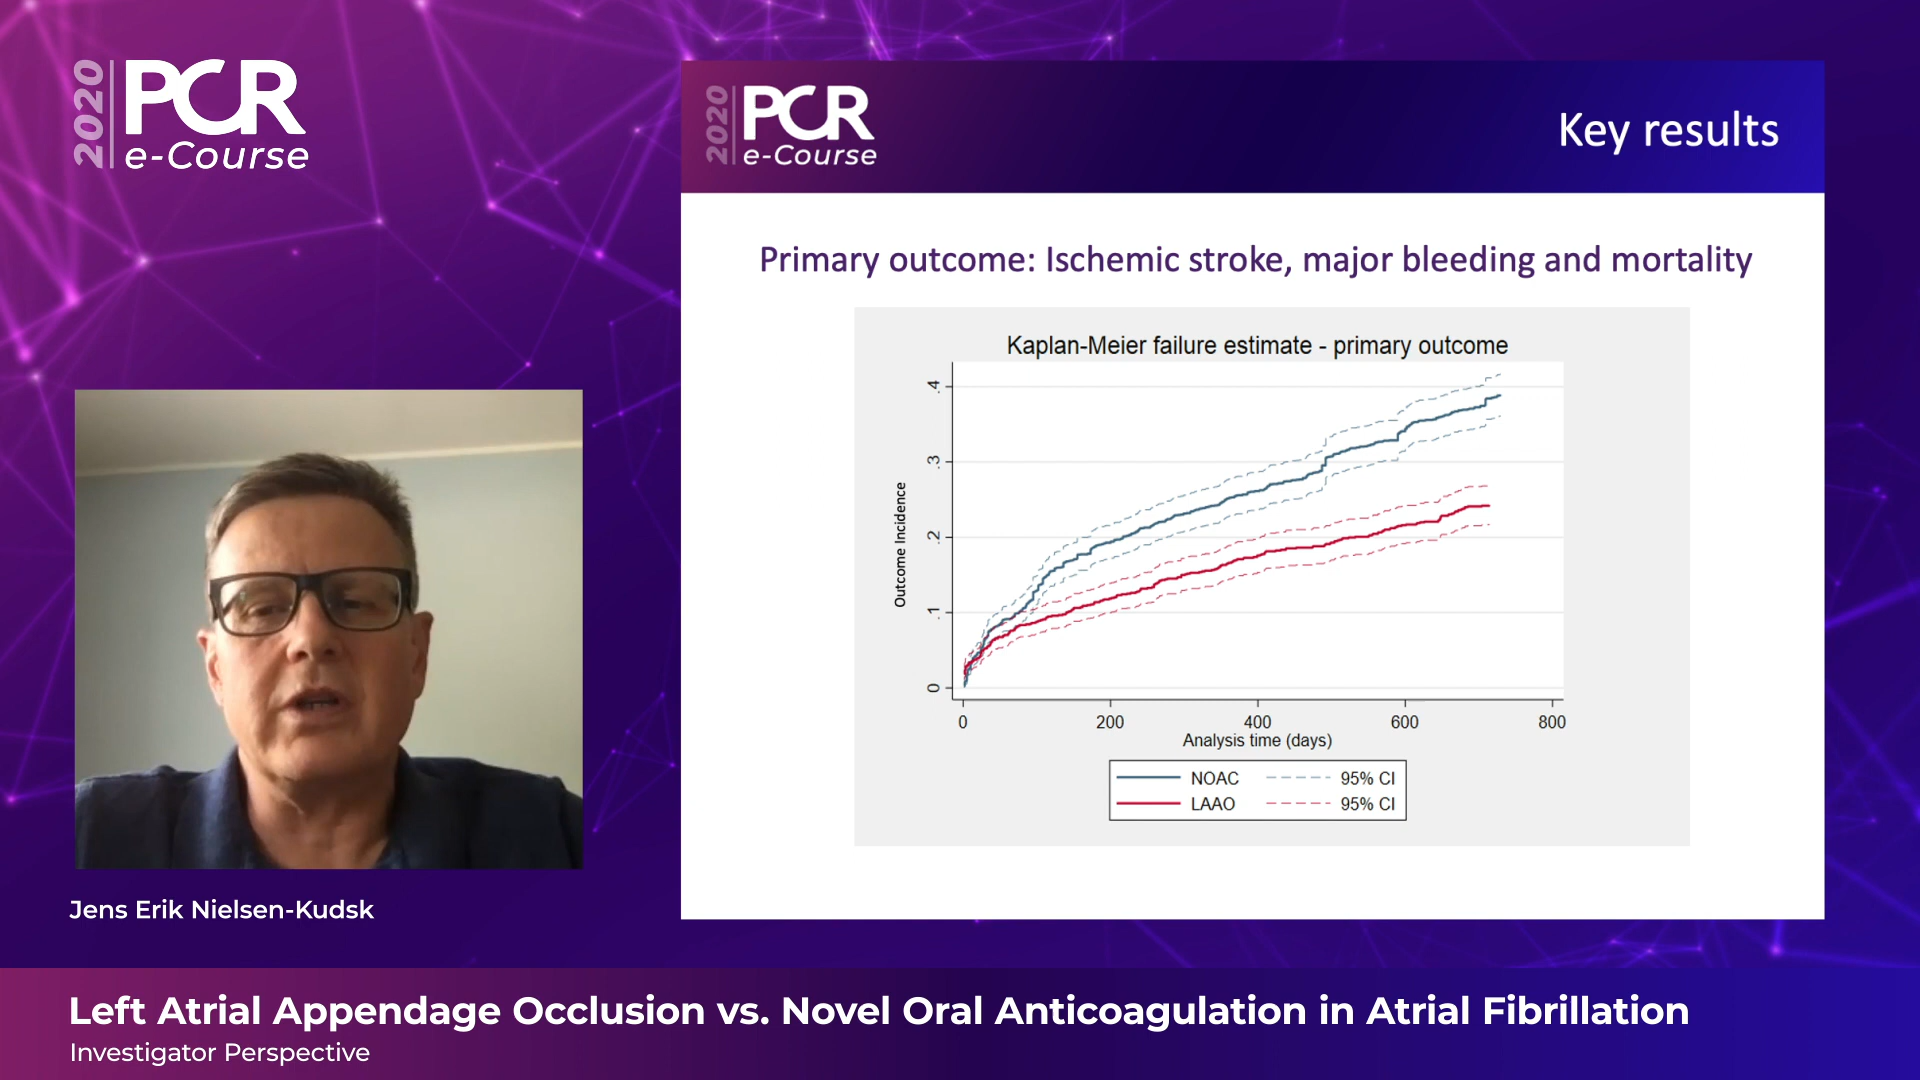 2020
PCR
e-Course
2020
PCR
e-Course
Key results
Primary outcome: Ischemic stroke, major bleeding and mortality
Kaplan-Meier failure estimate - primary outcome
Outcome Incidence
.4
.3
.2
.1
0
0 200 400 600 800
Analysis time (days)
NOAC 95% CI
LAAO 95% CI
Jens Erik Nielsen-Kudsk
Left Atrial Appendage Occlusion vs. Novel Oral Anticoagulation in Atrial Fibrillation
Investigator Perspective